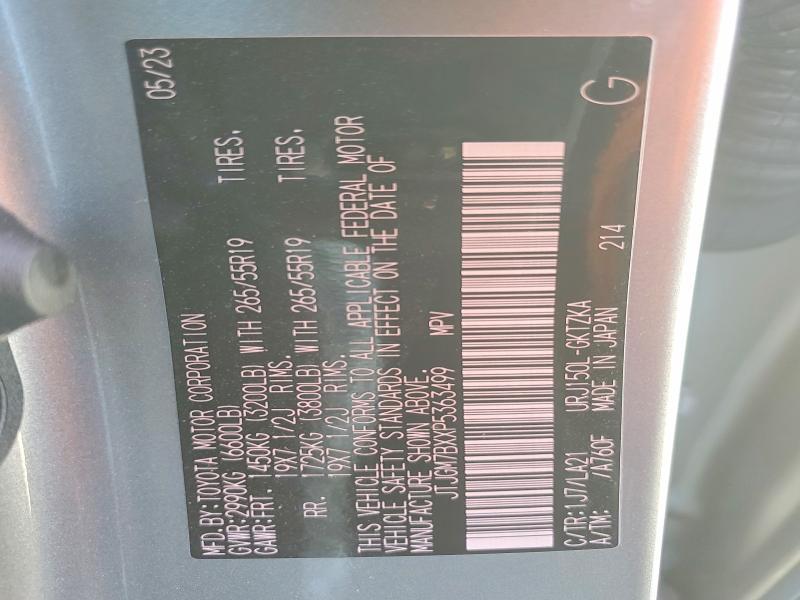 MFD.BY:TOYOTA MOTOR CORPORATION 05/23
GVWR:2990KG (6600LB)
GAWR:FRT. 1450KG (3200LB) WITH 265/55R19 TIRES.
19X7 1/2J RIMS.
RR. 1725KG (3800LB) WITH 265/55R19 TIRES.
19X7 1/2J RIMS.
THIS VEHICLE CONFORMS TO ALL APPLICABLE FEDERAL MOTOR
VEHICLE SAFETY STANDARDS IN EFFECT ON THE DATE OF
MANUFACTURE SHOWN ABOVE.
JTJGM7BXXP5363499 MPV
C/TR:1J7/LA21 URJ150L-GKTZKA
A/TM: /A760F MADE IN JAPAN 214 G